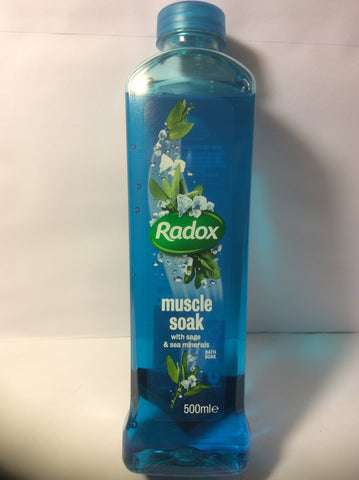 Radox
muscle
soak
with sage
& sea minerals
BATH
SOAK
500ml℮